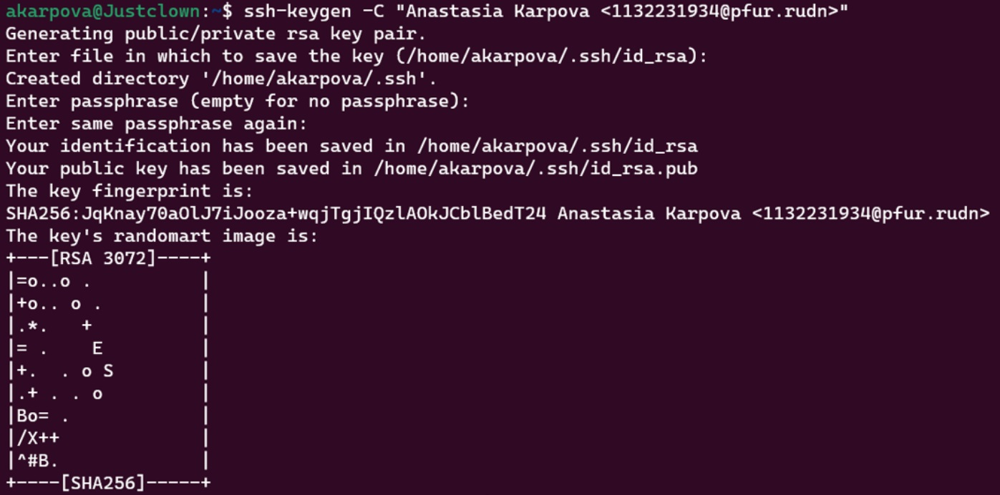 akarpova@Justclown:~$ ssh-keygen -C "Anastasia Karpova <1132231934@pfur.rudn>"
Generating public/private rsa key pair.
Enter file in which to save the key (/home/akarpova/.ssh/id_rsa):
Created directory '/home/akarpova/.ssh'.
Enter passphrase (empty for no passphrase):
Enter same passphrase again:
Your identification has been saved in /home/akarpova/.ssh/id_rsa
Your public key has been saved in /home/akarpova/.ssh/id_rsa.pub
The key fingerprint is:
SHA256:JqKnay70aOlJ7iJooza+wqjTgjIQzlAOkJCblBedT24 Anastasia Karpova <1132231934@pfur.rudn>
The key's randomart image is:
+---[RSA 3072]----+
|=o..o .          |
|+o.. o .         |
|.*.   +          |
|= .    E         |
|+.  . o S        |
|.+ . . o         |
|Bo= .            |
|/X++             |
|^#B.             |
+----[SHA256]-----+